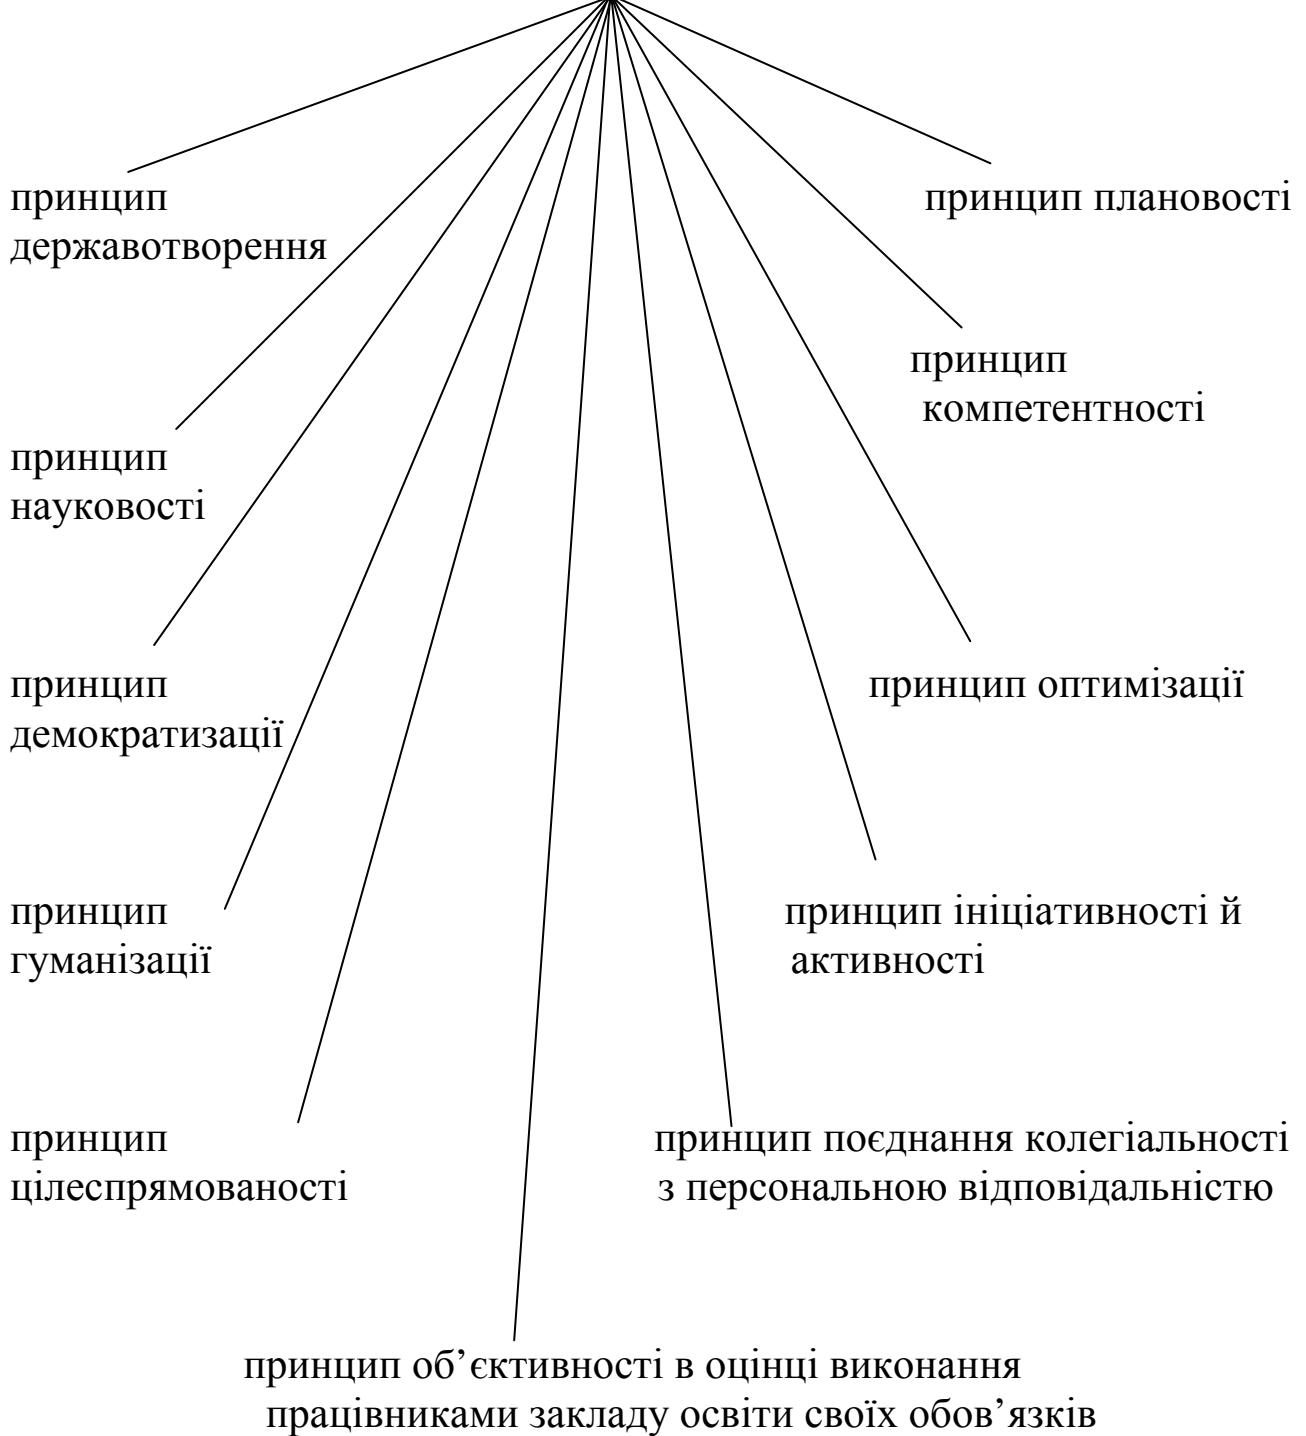 принцип
державотворення
принцип плановості
принцип
компетентності
принцип
науковості
принцип
демократизації
принцип оптимізації
принцип
гуманізації
принцип ініціативності й
активності
принцип
цілеспрямованості
принцип поєднання колегіальності
з персональною відповідальністю
принцип об’єктивності в оцінці виконання
працівниками закладу освіти своїх обов’язків